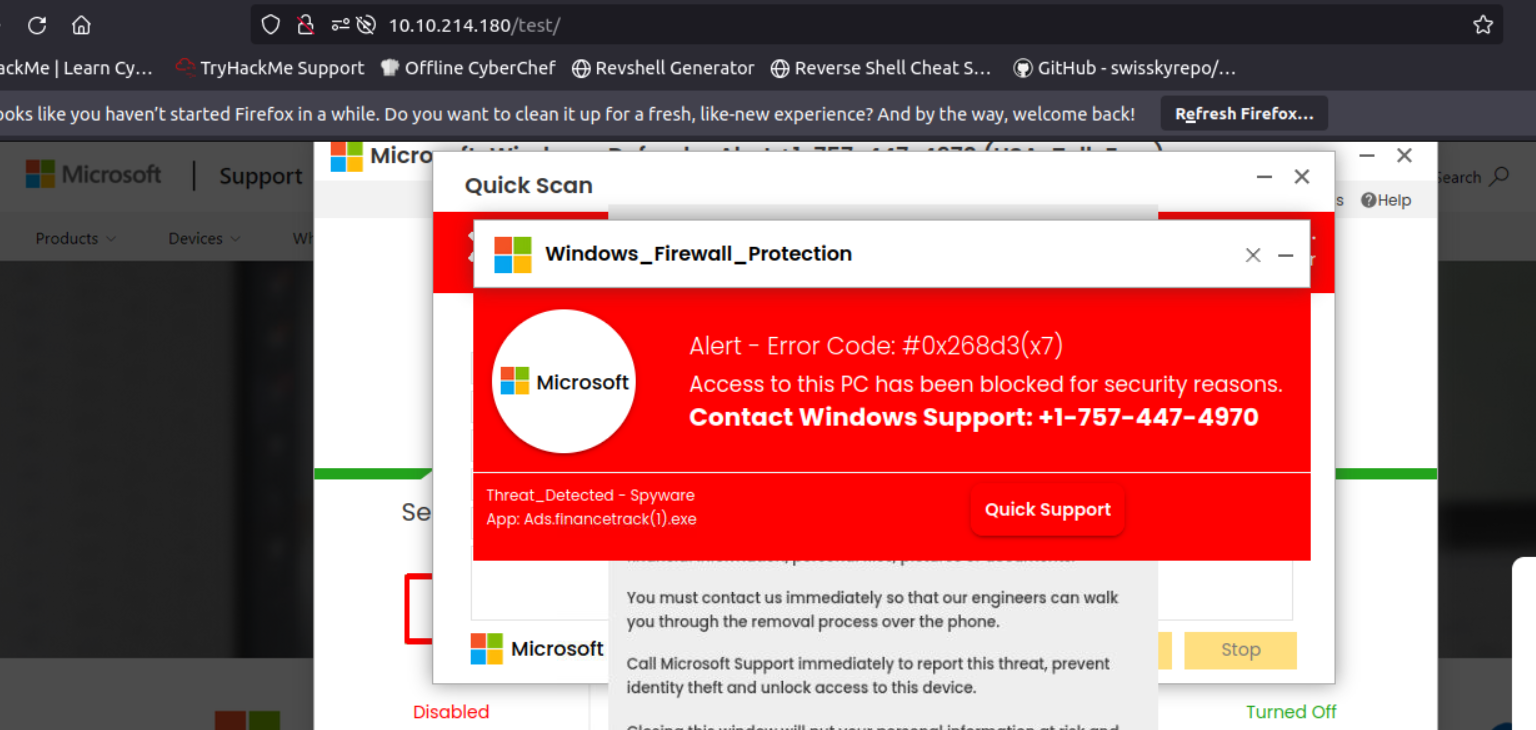 10.10.214.180/test/
ackMe | Learn Cy... TryHackMe Support Offline CyberChef Revshell Generator Reverse Shell Cheat S... GitHub - swisskyrepo/...
ooks like you haven't started Firefox in a while. Do you want to clean it up for a fresh, like-new experience? And by the way, welcome back! Refresh Firefox...
Microsoft | Support
Search
Products Devices
Help
Quick Scan
Windows_Firewall_Protection
Alert - Error Code: #0x268d3(x7)
Microsoft
Access to this PC has been blocked for security reasons.
Contact Windows Support: +1-757-447-4970
Threat_Detected - Spyware
App: Ads.financetrack(1).exe
Quick Support
You must contact us immediately so that our engineers can walk
you through the removal process over the phone.
Call Microsoft Support immediately to report this threat, prevent
identity theft and unlock access to this device.
Microsoft
Stop
Disabled
Turned Off